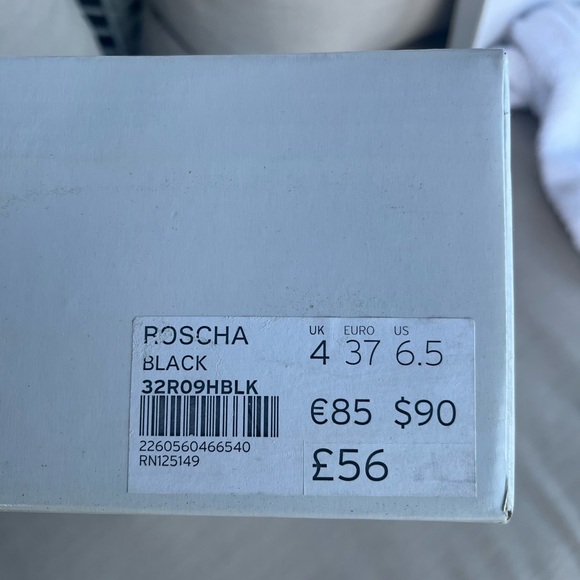 ROSCHA
BLACK
32R09HBLK
2260560466540
RN125149
UK EURO US
4 37 6.5
€85 $90
£56